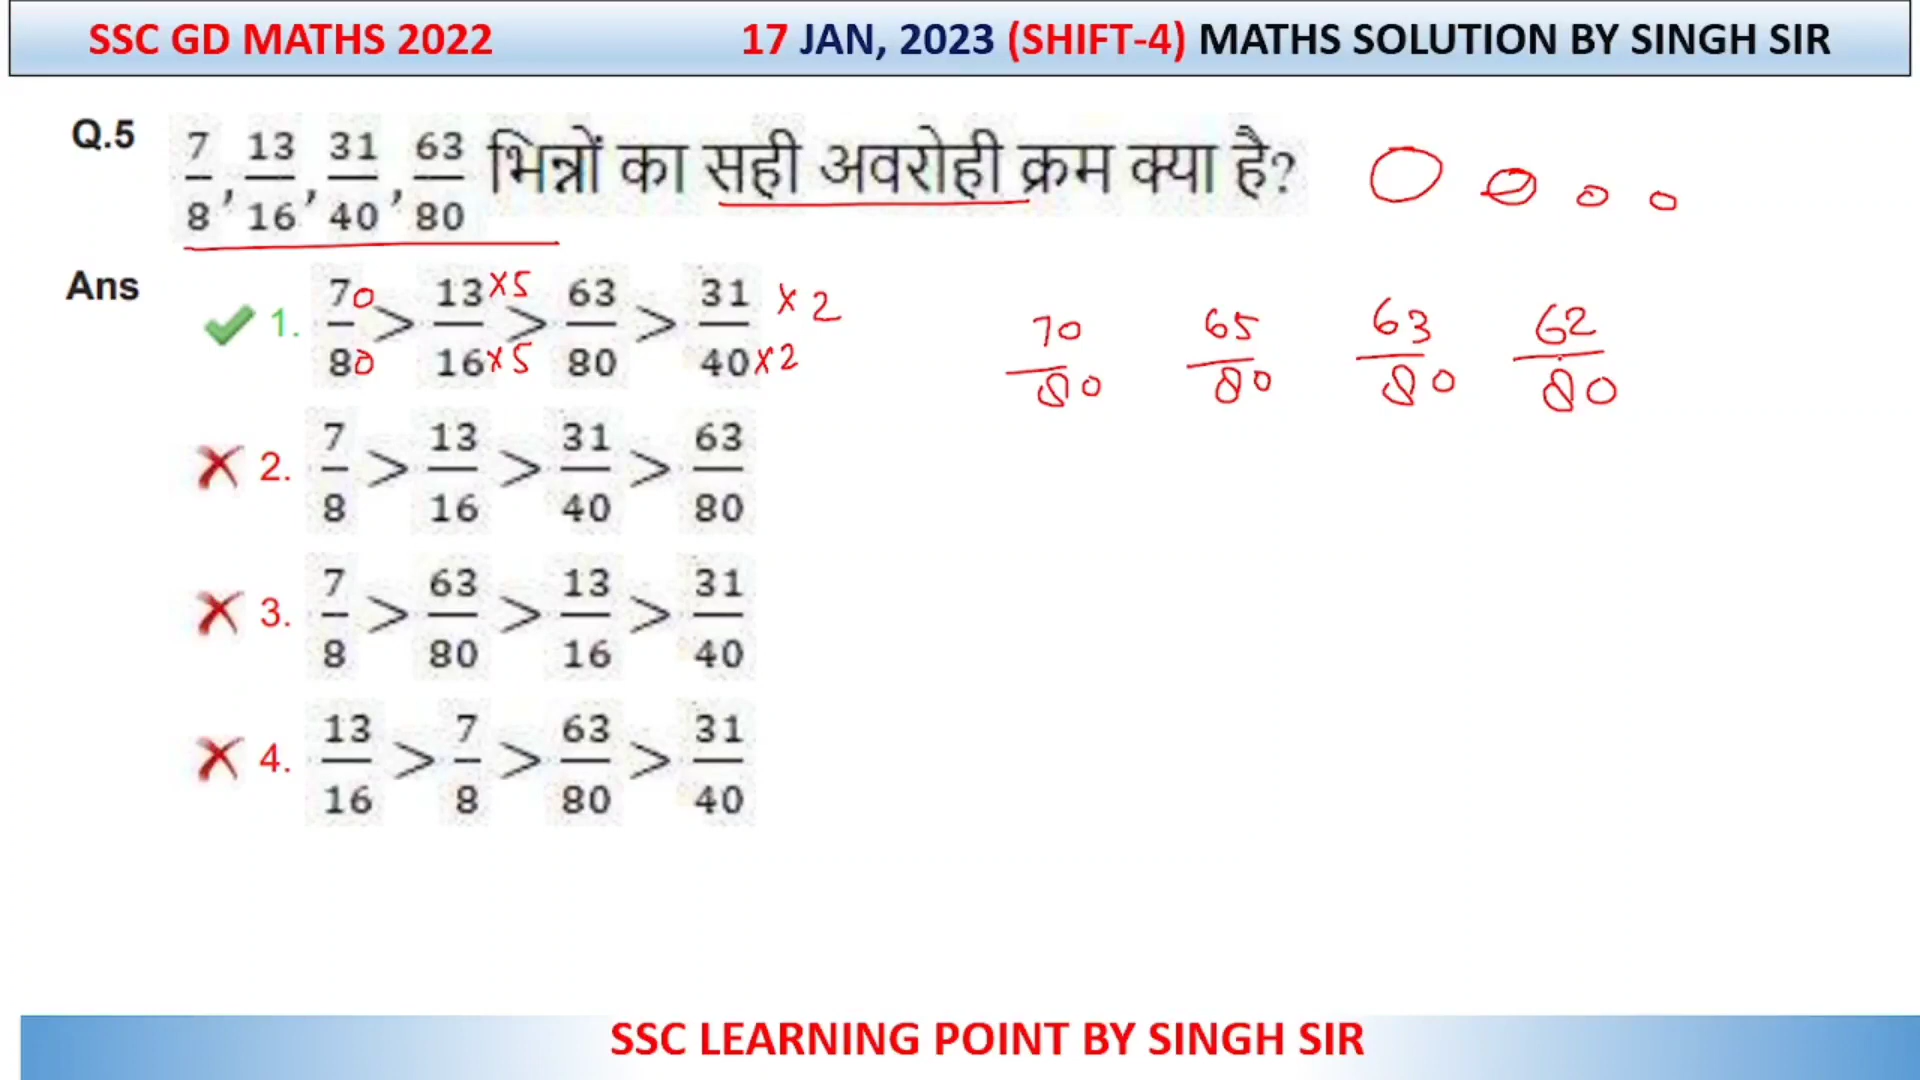 SSC GD MATHS 2022 17 JAN, 2023 (SHIFT-4) MATHS SOLUTION BY SINGH SIR
Q.5 7/8, 13/16, 31/40, 63/80 भिन्नों का सही अवरोही क्रम क्या है?
Ans
1. 70/80 > 13×5/16×5 > 63/80 > 31×2/40×2
70/80 65/80 63/80 62/80
2. 7/8 > 13/16 > 31/40 > 63/80
3. 7/8 > 63/80 > 13/16 > 31/40
4. 13/16 > 7/8 > 63/80 > 31/40
SSC LEARNING POINT BY SINGH SIR